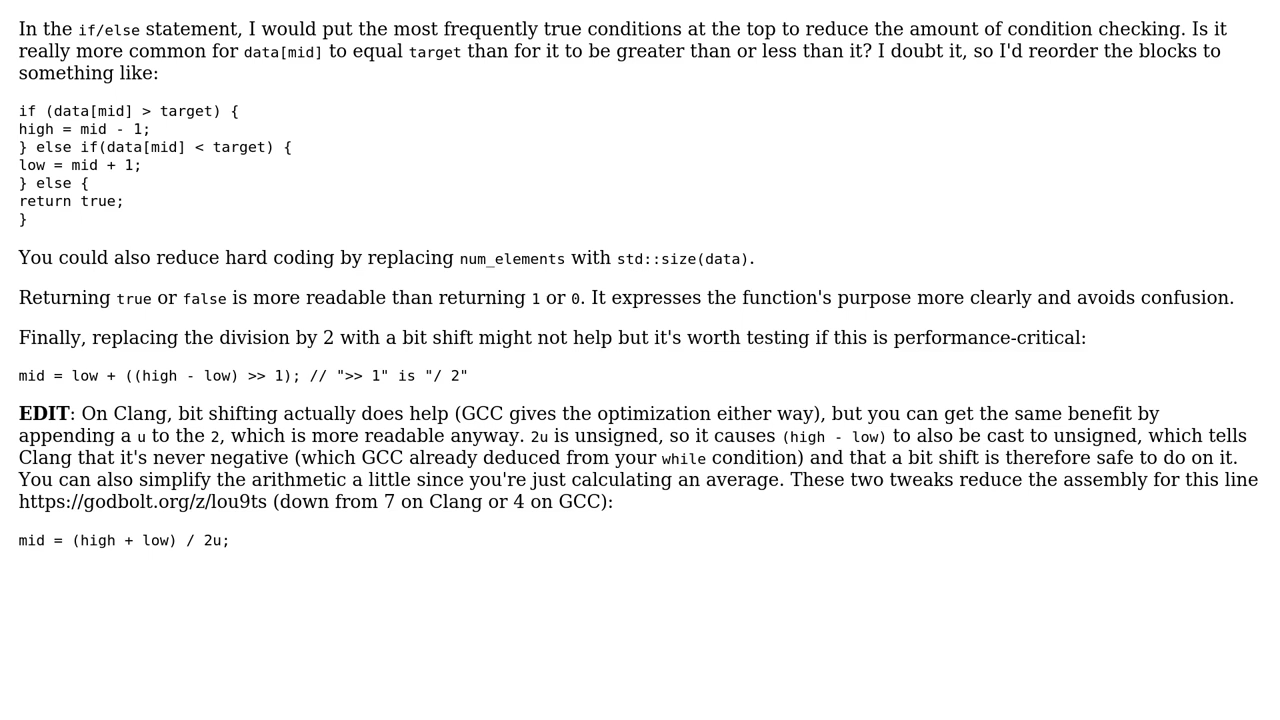 In the if/else statement, I would put the most frequently true conditions at the top to reduce the amount of condition checking. Is it
really more common for data[mid] to equal target than for it to be greater than or less than it? I doubt it, so I'd reorder the blocks to
something like:
if (data[mid] > target) {
high = mid - 1;
} else if(data[mid] < target) {
low = mid + 1;
} else {
return true;
}
You could also reduce hard coding by replacing num_elements with std::size(data).
Returning true or false is more readable than returning 1 or 0. It expresses the function's purpose more clearly and avoids confusion.
Finally, replacing the division by 2 with a bit shift might not help but it's worth testing if this is performance-critical:
mid = low + ((high - low) >> 1); // ">> 1" is "/ 2"
EDIT: On Clang, bit shifting actually does help (GCC gives the optimization either way), but you can get the same benefit by
appending a u to the 2, which is more readable anyway. 2u is unsigned, so it causes (high - low) to also be cast to unsigned, which tells
Clang that it's never negative (which GCC already deduced from your while condition) and that a bit shift is therefore safe to do on it.
You can also simplify the arithmetic a little since you're just calculating an average. These two tweaks reduce the assembly for this line
https://godbolt.org/z/lou9ts (down from 7 on Clang or 4 on GCC):
mid = (high + low) / 2u;